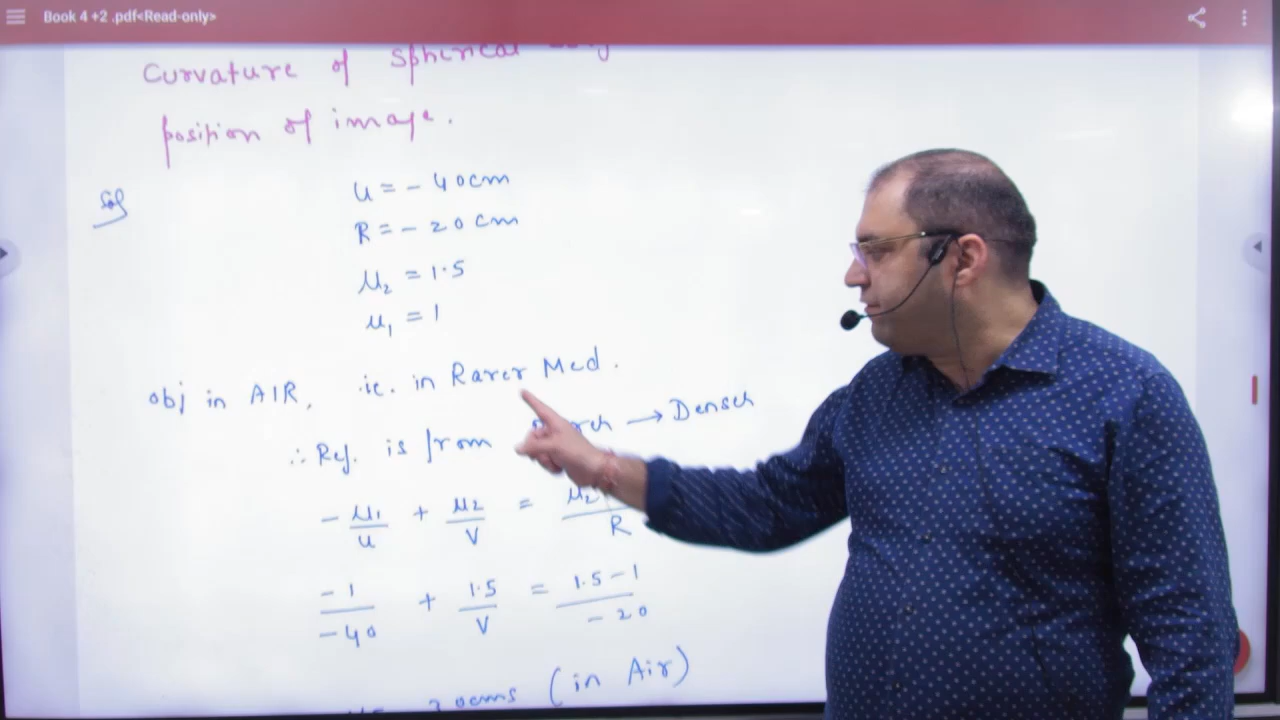 Book 4 +2 .pdf<Read-only>
Curvature of Spherical
position of image.
Sol
u = - 40cm
R = - 20 cm
μ₂ = 1.5
μ₁ = 1
obj in AIR, ie. in Rarer Med.
∴ Ref. is from → Denser
- μ₁/u + μ₂/V = μ₂ /R
-1/-40 + 1.5/V = 1.5-1/-20
(in Air)